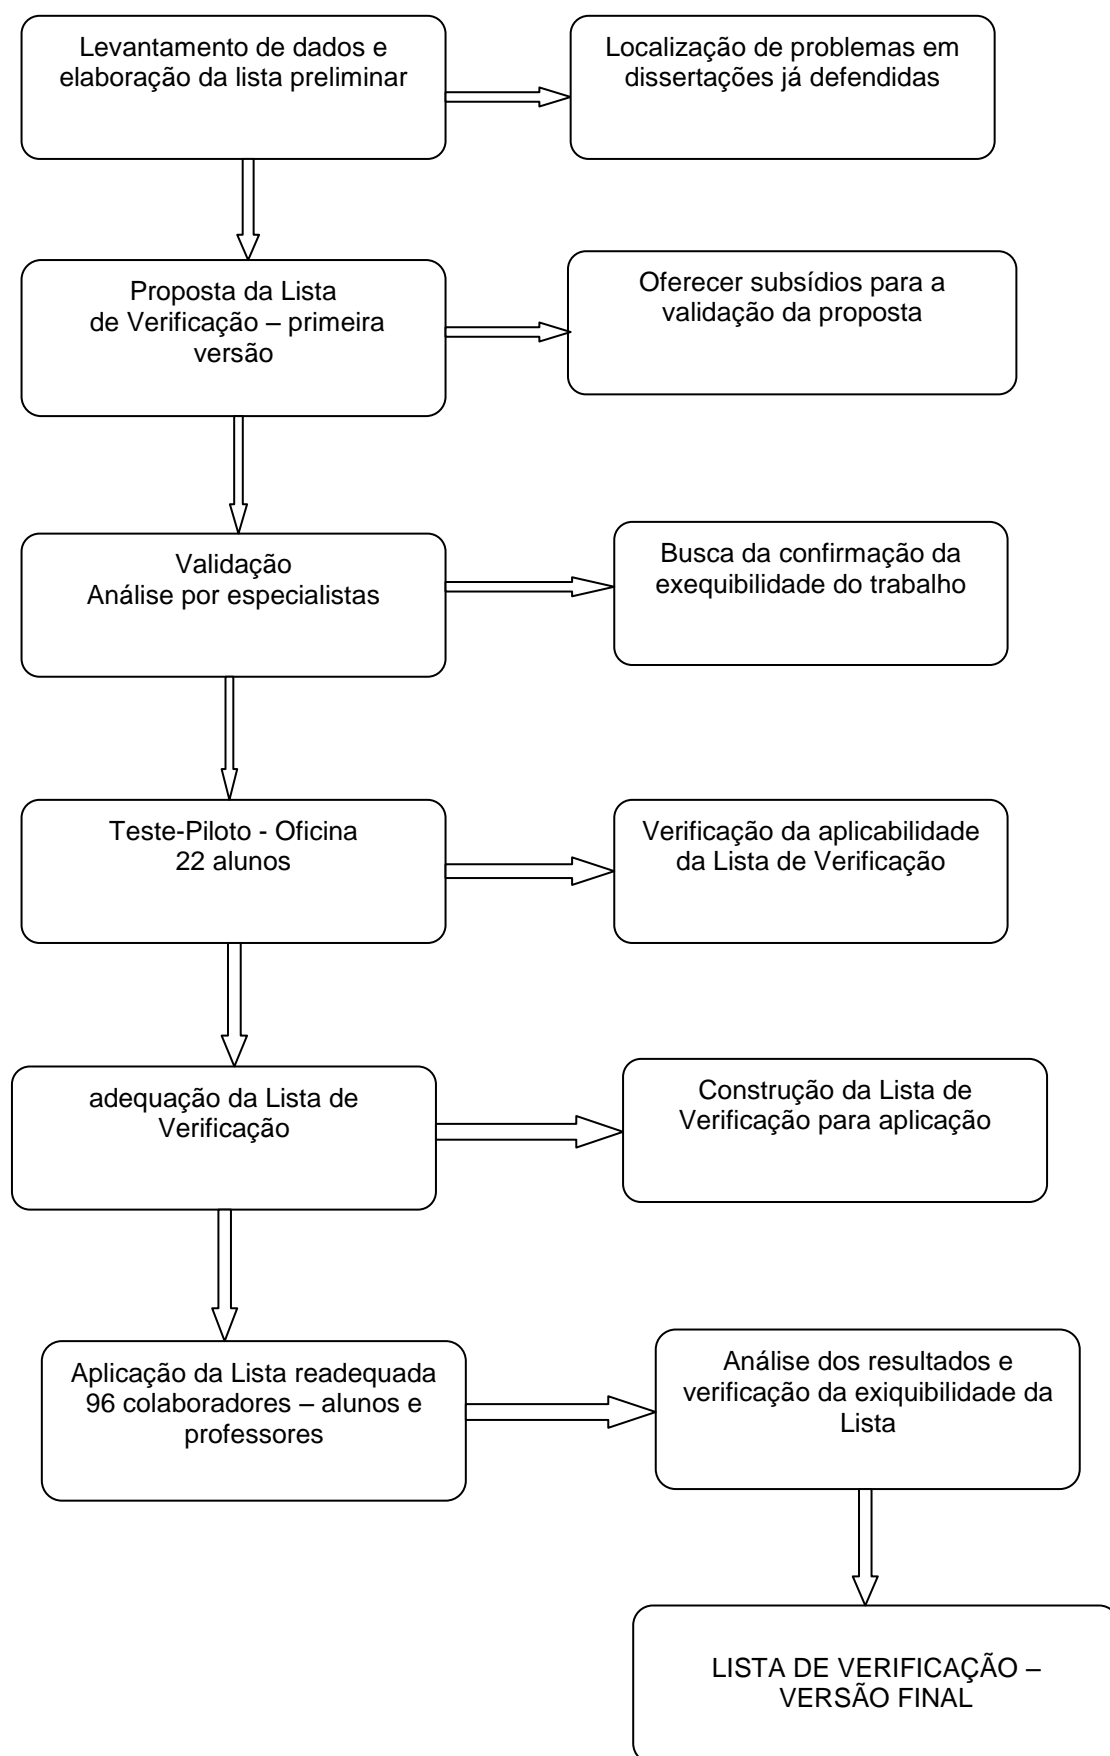 Levantamento de dados e
elaboração da lista preliminar
Localização de problemas em
dissertações já defendidas
Proposta da Lista
de Verificação – primeira
versão
Oferecer subsídios para a
validação da proposta
Validação
Análise por especialistas
Busca da confirmação da
exequibilidade do trabalho
Teste-Piloto - Oficina
22 alunos
Verificação da aplicabilidade
da Lista de Verificação
adequação da Lista de
Verificação
Construção da Lista de
Verificação para aplicação
Aplicação da Lista readequada
96 colaboradores – alunos e
professores
Análise dos resultados e
verificação da exiquibilidade da
Lista
LISTA DE VERIFICAÇÃO –
VERSÃO FINAL